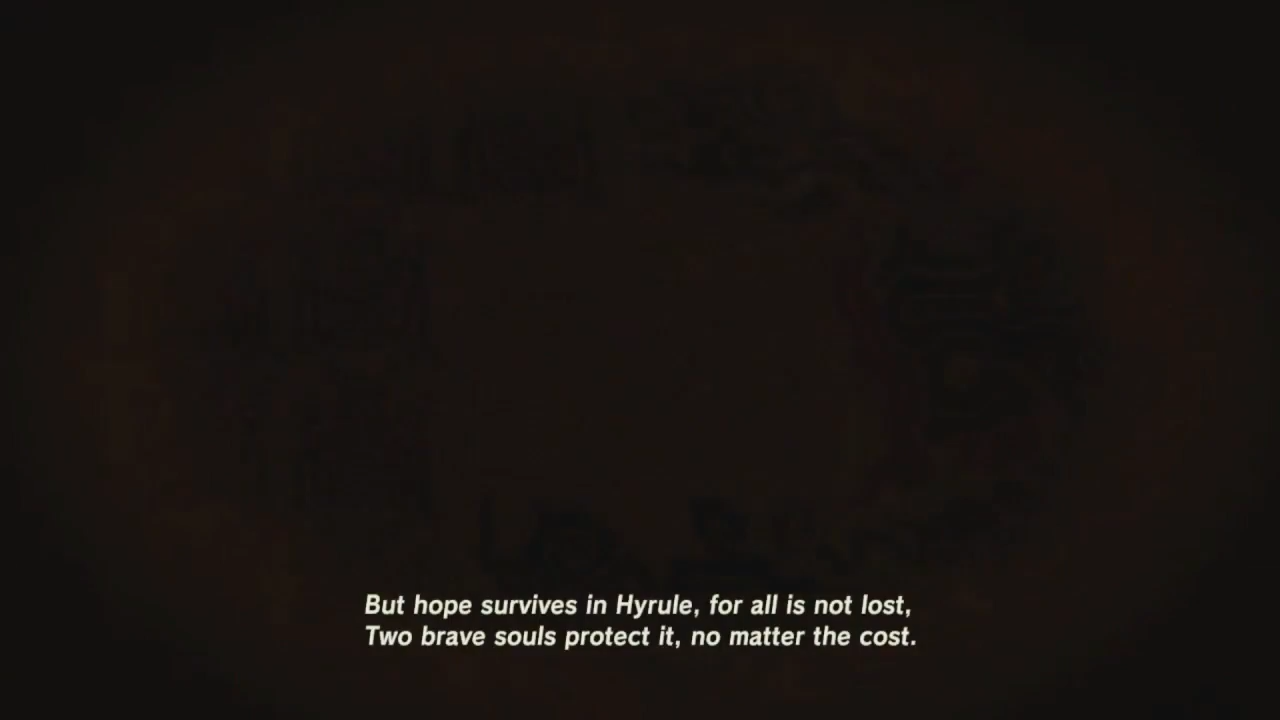 But hope survives in Hyrule, for all is not lost,
Two brave souls protect it, no matter the cost.